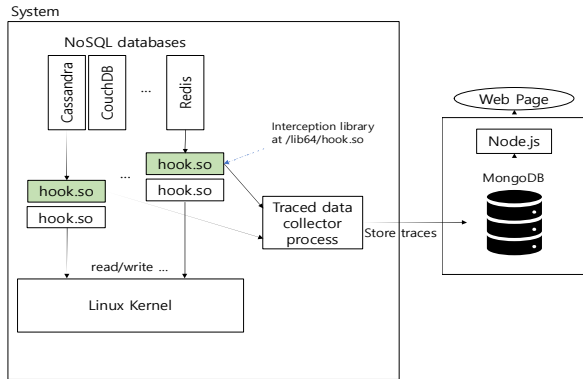 System
NoSQL databases
Cassandra
CouchDB
...
Redis
Interception library
at /lib64/hook.so
...
hook.so
hook.so
hook.so
hook.so
Traced data
collector
process
Store traces
read/write ...
Linux Kernel
Web Page
Node.js
MongoDB